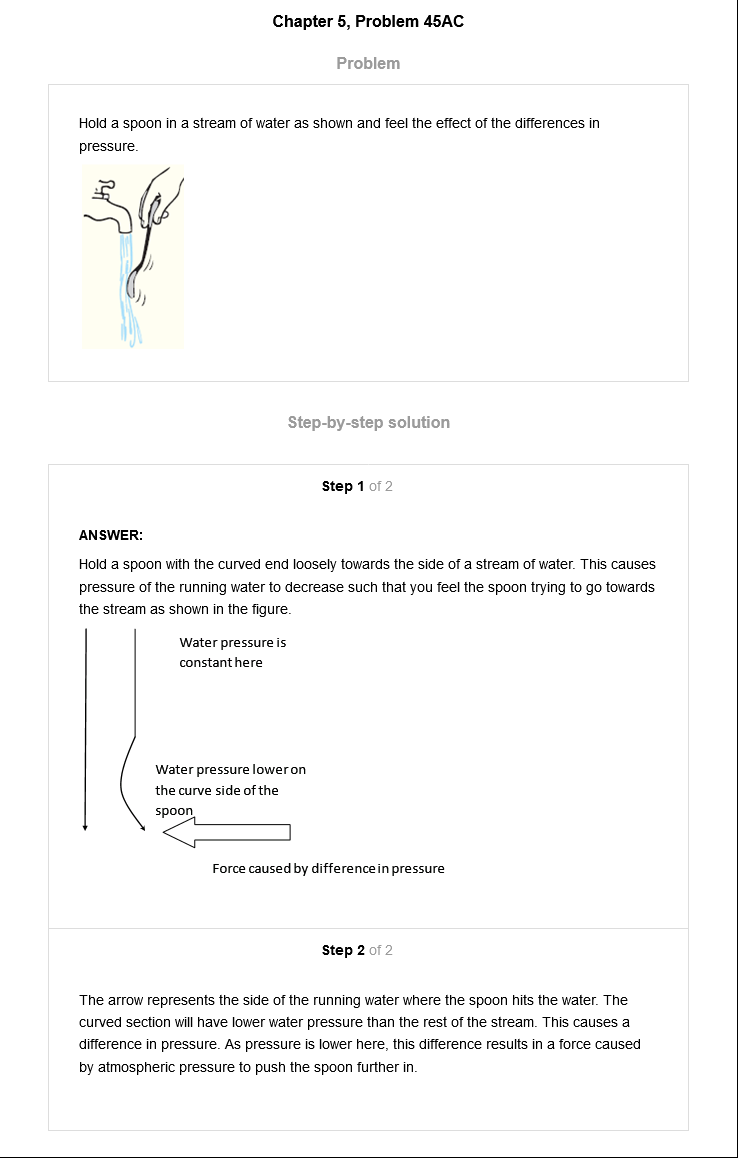 Chapter 5, Problem 45AC
Problem
Hold a spoon in a stream of water as shown and feel the effect of the differences in
pressure.
Step-by-step solution
Step 1 of 2
ANSWER:
Hold a spoon with the curved end loosely towards the side of a stream of water. This causes
pressure of the running water to decrease such that you feel the spoon trying to go towards
the stream as shown in the figure.
Water pressure is
constant here
Water pressure lower on
the curve side of the
spoon
Force caused by difference in pressure
Step 2 of 2
The arrow represents the side of the running water where the spoon hits the water. The
curved section will have lower water pressure than the rest of the stream. This causes a
difference in pressure. As pressure is lower here, this difference results in a force caused
by atmospheric pressure to push the spoon further in.